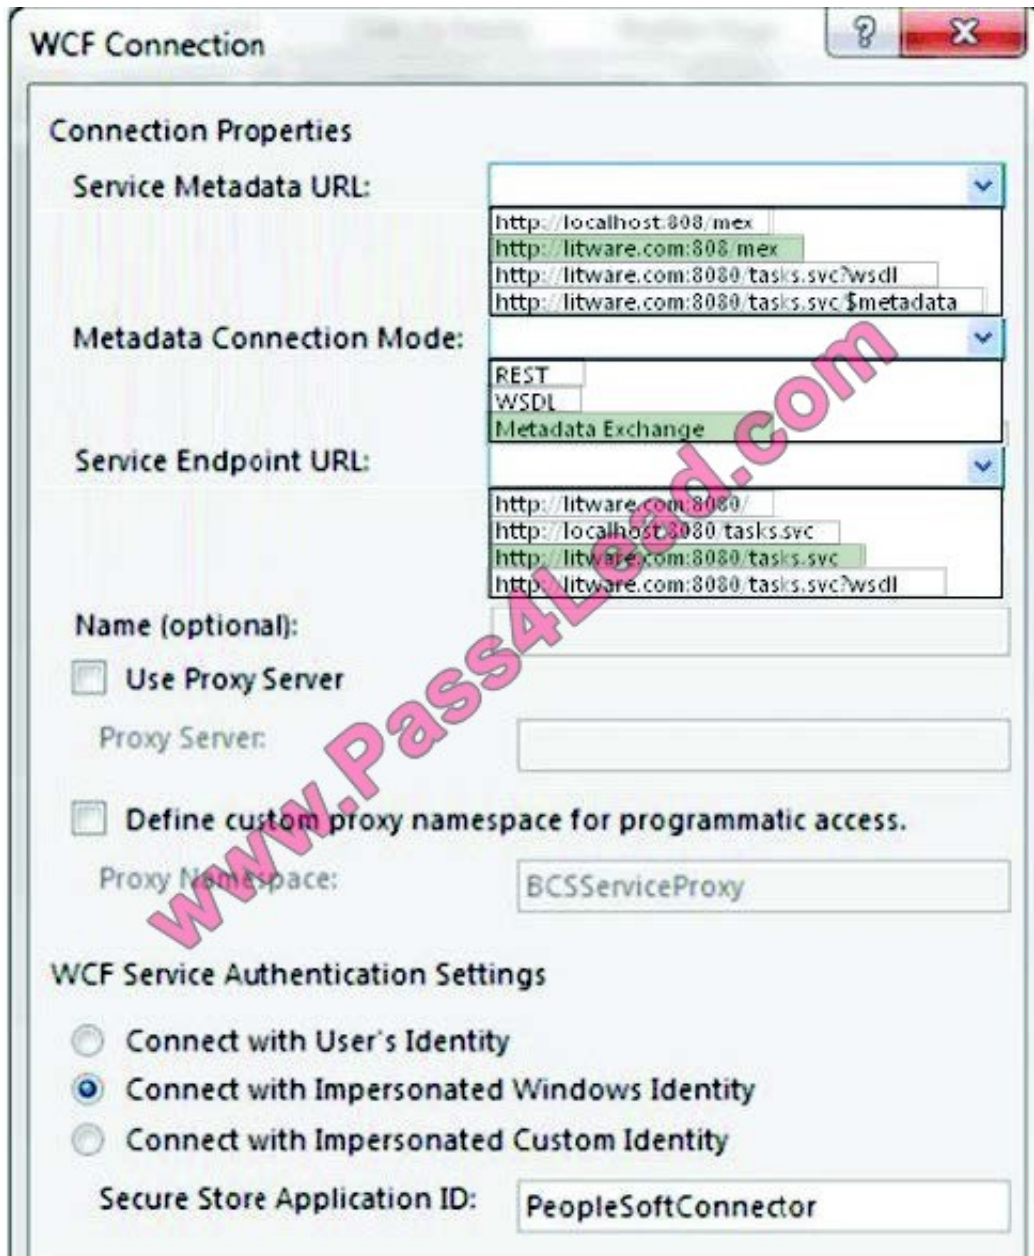 WCF Connection
?
X
Connection Properties
Service Metadata URL:
http://localhost:808/mex
http://litware.com:808/mex
http://litware.com:8080/tasks.svc?wsdl
http://litware.com:8080/tasks.svc/$metadata
Metadata Connection Mode:
REST
WSDL
Metadata Exchange
Service Endpoint URL:
http://litware.com:8080/
http://localhost:8080/tasks.svc
http://litware.com:8080/tasks.svc
http://litware.com:8080/tasks.svc?wsdl
Name (optional):
Use Proxy Server
Proxy Server:
Define custom proxy namespace for programmatic access.
Proxy Namespace:
BCSServiceProxy
WCF Service Authentication Settings
Connect with User's Identity
Connect with Impersonated Windows Identity
Connect with Impersonated Custom Identity
Secure Store Application ID:
PeopleSoftConnector
www.Pass4Lead.com